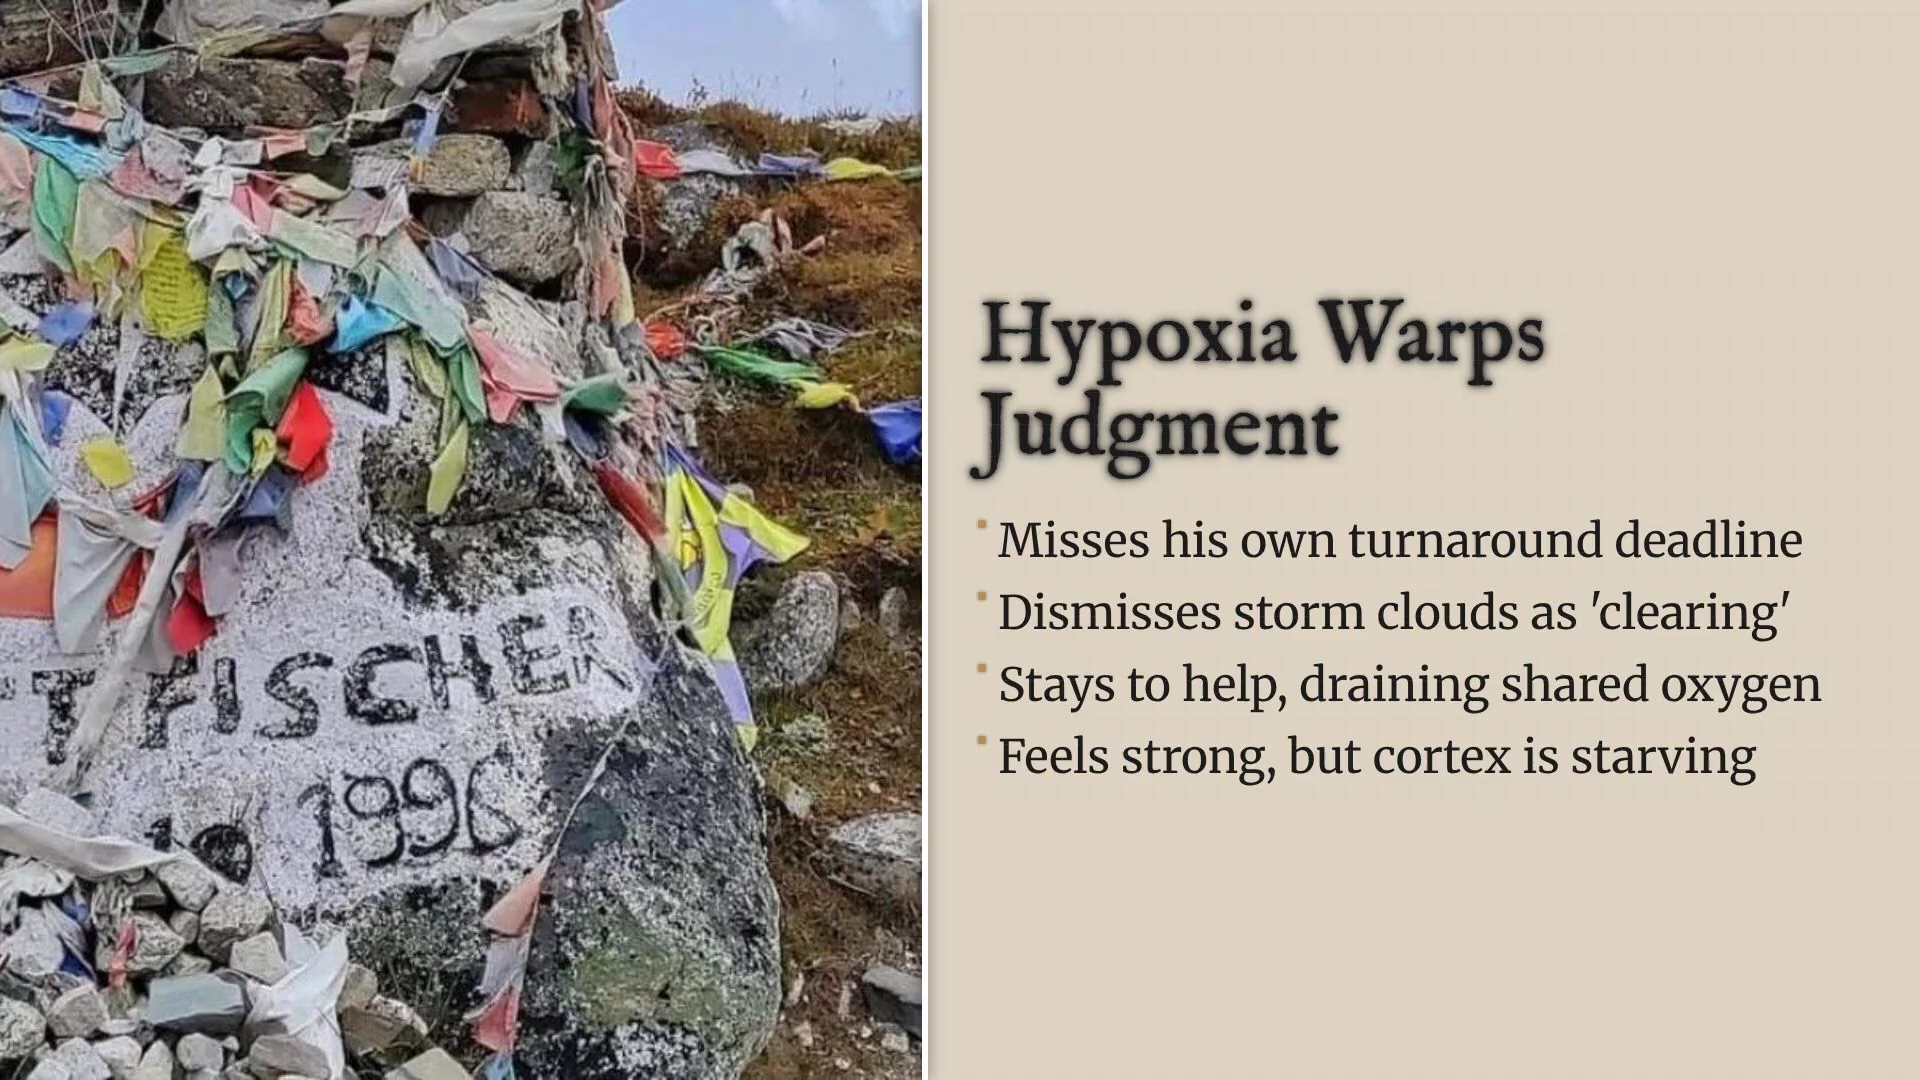 T FISCHER
1996
Hypoxia Warps
Judgment
Misses his own turnaround deadline
Dismisses storm clouds as 'clearing'
Stays to help, draining shared oxygen
Feels strong, but cortex is starving